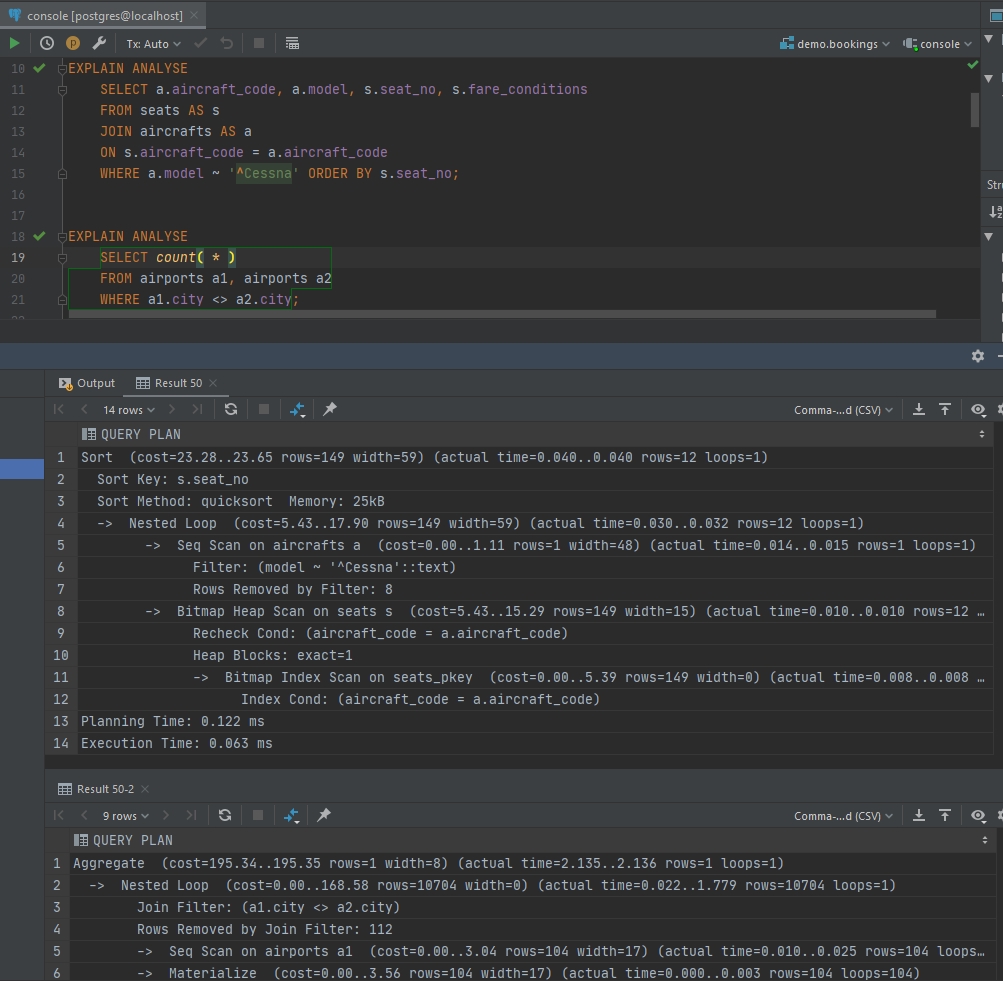 console [postgres@localhost]
Tx: Auto
demo.bookings
console
10 EXPLAIN ANALYSE
11 SELECT a.aircraft_code, a.model, s.seat_no, s.fare_conditions
12 FROM seats AS s
13 JOIN aircrafts AS a
14 ON s.aircraft_code = a.aircraft_code
15 WHERE a.model ~ '^Cessna' ORDER BY s.seat_no;
16
17
18 EXPLAIN ANALYSE
19 SELECT count( * )
20 FROM airports a1, airports a2
21 WHERE a1.city <> a2.city;
Str
Output
Result 50
14 rows
Comma-...d (CSV)
QUERY PLAN
1 Sort (cost=23.28..23.65 rows=149 width=59) (actual time=0.040..0.040 rows=12 loops=1)
2 Sort Key: s.seat_no
3 Sort Method: quicksort Memory: 25kB
4 -> Nested Loop (cost=5.43..17.90 rows=149 width=59) (actual time=0.030..0.032 rows=12 loops=1)
5 -> Seq Scan on aircrafts a (cost=0.00..1.11 rows=1 width=48) (actual time=0.014..0.015 rows=1 loops=1)
6 Filter: (model ~ '^Cessna'::text)
7 Rows Removed by Filter: 8
8 -> Bitmap Heap Scan on seats s (cost=5.43..15.29 rows=149 width=15) (actual time=0.010..0.010 rows=12 …
9 Recheck Cond: (aircraft_code = a.aircraft_code)
10 Heap Blocks: exact=1
11 -> Bitmap Index Scan on seats_pkey (cost=0.00..5.39 rows=149 width=0) (actual time=0.008..0.008 …
12 Index Cond: (aircraft_code = a.aircraft_code)
13 Planning Time: 0.122 ms
14 Execution Time: 0.063 ms
Result 50-2
9 rows
Comma-...d (CSV)
QUERY PLAN
1 Aggregate (cost=195.34..195.35 rows=1 width=8) (actual time=2.135..2.136 rows=1 loops=1)
2 -> Nested Loop (cost=0.00..168.58 rows=10704 width=0) (actual time=0.022..1.779 rows=10704 loops=1)
3 Join Filter: (a1.city <> a2.city)
4 Rows Removed by Join Filter: 112
5 -> Seq Scan on airports a1 (cost=0.00..3.04 rows=104 width=17) (actual time=0.010..0.025 rows=104 loops…
6 -> Materialize (cost=0.00..3.56 rows=104 width=17) (actual time=0.000..0.003 rows=104 loops=104)